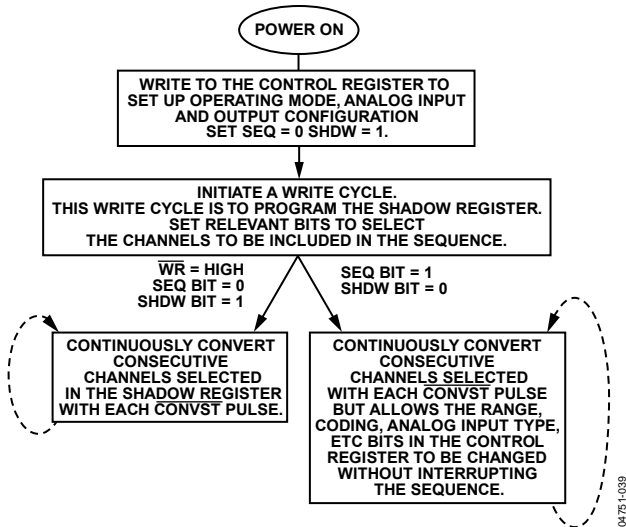 POWER ON
WRITE TO THE CONTROL REGISTER TO
SET UP OPERATING MODE, ANALOG INPUT
AND OUTPUT CONFIGURATION
SET SEQ = 0 SHDW = 1.
INITIATE A WRITE CYCLE.
THIS WRITE CYCLE IS TO PROGRAM THE SHADOW REGISTER.
SET RELEVANT BITS TO SELECT
THE CHANNELS TO BE INCLUDED IN THE SEQUENCE.
W̅R̅ = HIGH
SEQ BIT = 0
SHDW BIT = 1
SEQ BIT = 1
SHDW BIT = 0
CONTINUOUSLY CONVERT
CONSECUTIVE
CHANNELS SELECTED
IN THE SHADOW REGISTER
WITH EACH C̅O̅N̅V̅S̅T̅ PULSE.
CONTINUOUSLY CONVERT
CONSECUTIVE
CHANNELS SELECTED
WITH EACH C̅O̅N̅V̅S̅T̅ PULSE
BUT ALLOWS THE RANGE,
CODING, ANALOG INPUT TYPE,
ETC BITS IN THE CONTROL
REGISTER TO BE CHANGED
WITHOUT INTERRUPTING
THE SEQUENCE.
04751-039